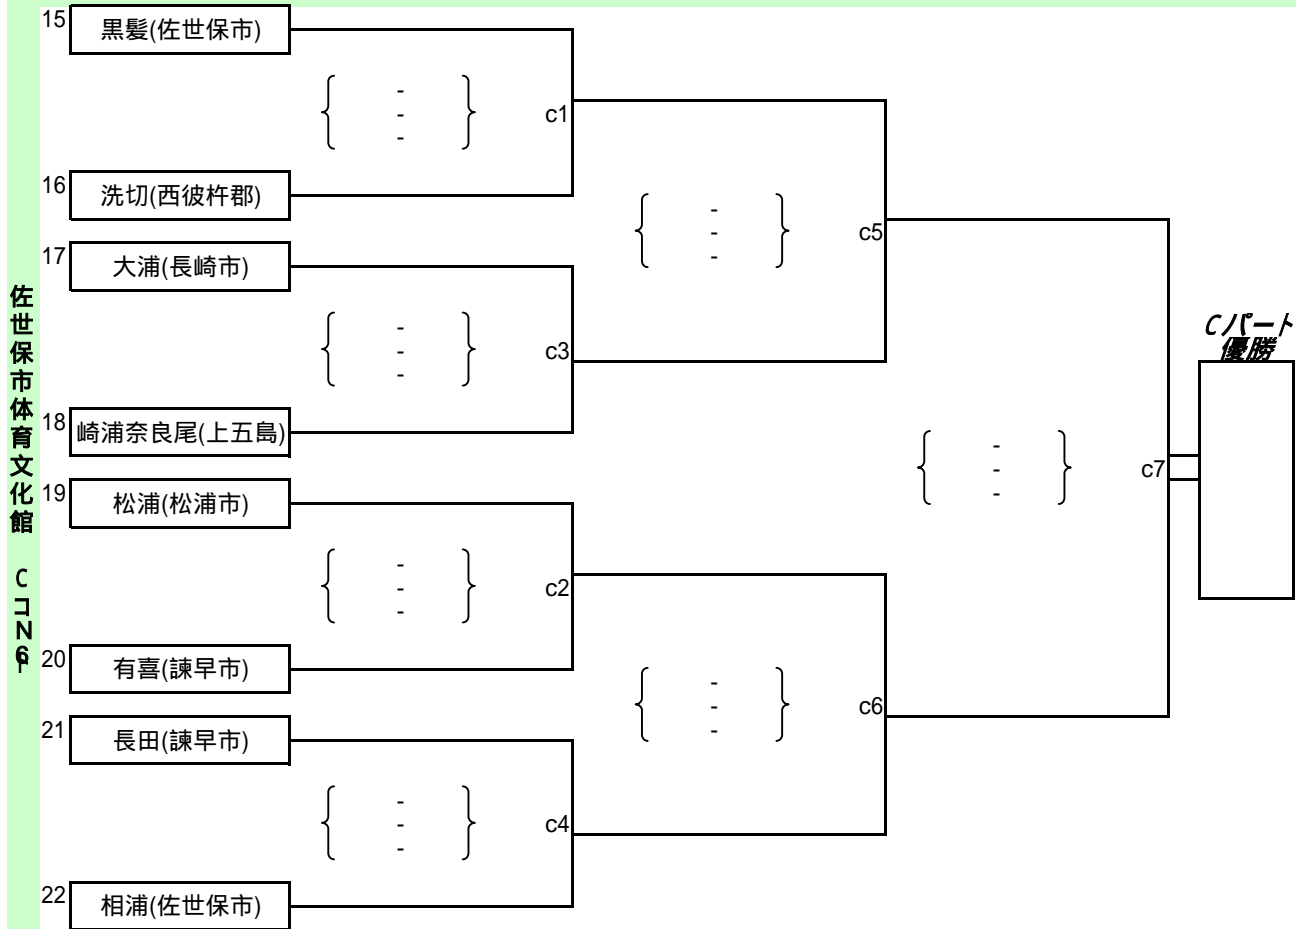 佐世保市体育文化館
15
黒髪(佐世保市)
-
-
-
c1
16
洗切(西彼杵郡)
-
-
-
c5
17
大浦(長崎市)
-
-
-
c3
18
崎浦奈良尾(上五島)
Cパート
優勝
-
-
-
c7
19
松浦(松浦市)
-
-
-
c2
20
有喜(諫早市)
-
-
-
c6
21
長田(諫早市)
-
-
-
c4
22
相浦(佐世保市)